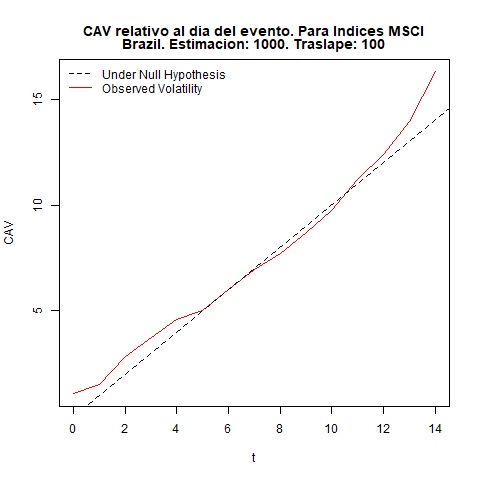 CAV relativo al dia del evento. Para Indices MSCI
Brazil. Estimacion: 1000. Traslape: 100
Under Null Hypothesis
Observed Volatility
15
10
5
CAV
0 2 4 6 8 10 12 14
t